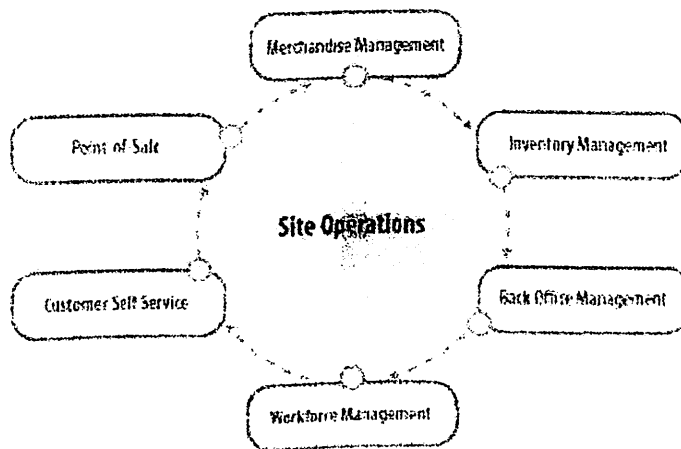 Merchandise Management
Point-of-Sale
Inventory Management
Site Operations
Customer Self Service
Back Office Management
Workforce Management